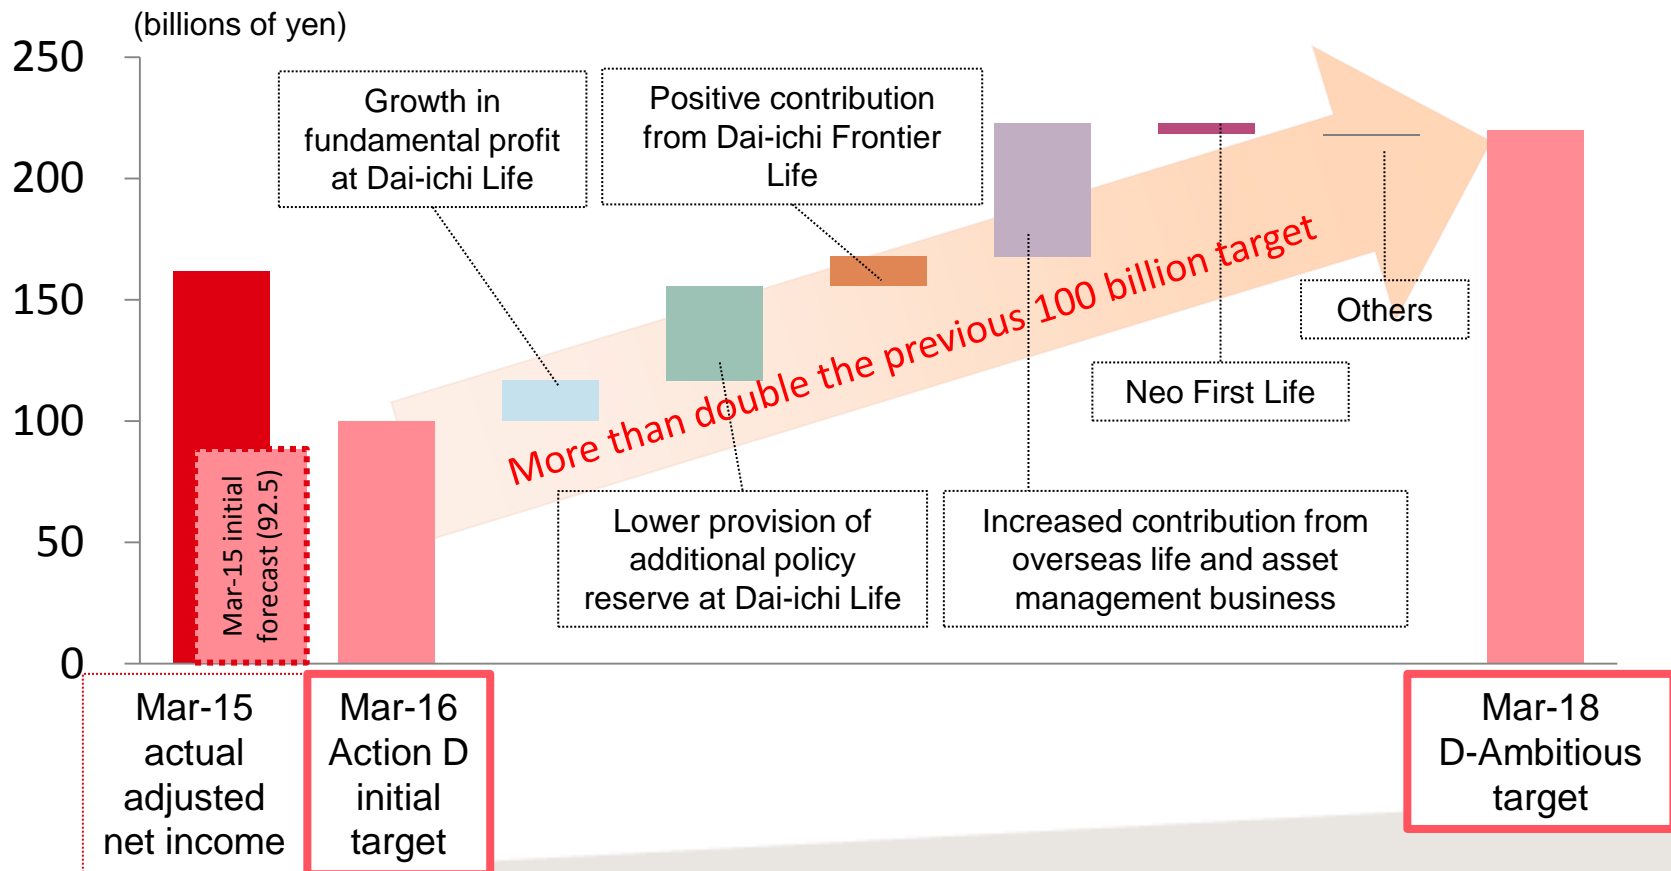 (billions of yen)
250
200
150
100
50
0
Growth in
fundamental profit
at Dai-ichi Life
Positive contribution
from Dai-ichi Frontier
Life
More than double the previous 100 billion target
Others
Neo First Life
Lower provision of
additional policy
reserve at Dai-ichi Life
Increased contribution from
overseas life and asset
management business
Mar-15 initial
forecast (92.5)
Mar-15
actual
adjusted
net income
Mar-16
Action D
initial
target
Mar-18
D-Ambitious
target